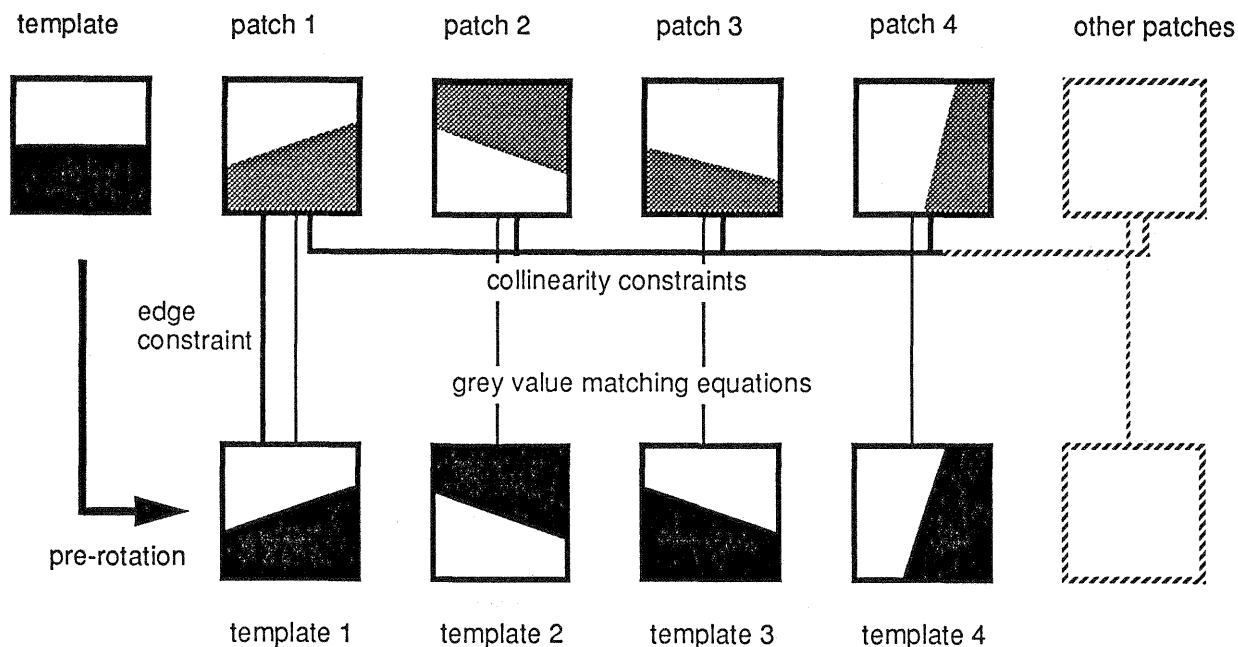 template
patch 1
patch 2
patch 3
patch 4
other patches
collinearity constraints
edge
constraint
grey value matching equations
pre-rotation
template 1
template 2
template 3
template 4